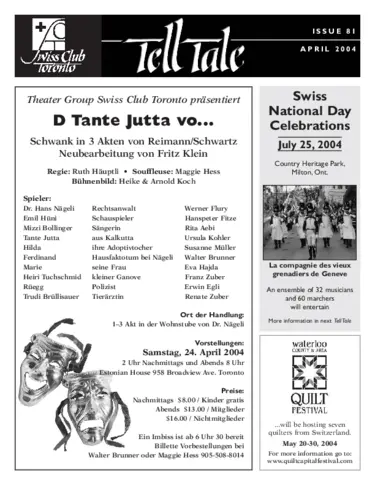 Swiss Club
Toronto
Tell Tale
ISSUE 81
APRIL 2004
Theater Group Swiss Club Toronto präsentiert
D Tante Jutta vo...
Schwank in 3 Akten von Reimann/Schwartz
Neubearbeitung von Fritz Klein
Regie: Ruth Häuptli • Souffleuse: Maggie Hess
Bühnenbild: Heike & Arnold Koch
Spieler:
Dr. Hans Nägeli Rechtsanwalt Werner Flury
Emil Hüni Schauspieler Hanspeter Fitze
Mizzi Bollinger Sängerin Rita Aebi
Tante Jutta aus Kalkutta Ursula Kohler
Hilda ihre Adoptivtochter Susanne Müller
Ferdinand Hausfaktotum bei Nägeli Walter Brunner
Marie seine Frau Eva Hajda
Heiri Tuchschmid kleiner Ganove Franz Zuber
Rüegg Polizist Erwin Egli
Trudi Brüllisauer Tierärztin Renate Zuber
Ort der Handlung:
1-3 Akt in der Wohnstube von Dr. Nägeli
Vorstellungen:
Samstag, 24. April 2004
2 Uhr Nachmittags und Abends 8 Uhr
Estonian House 958 Broadview Ave. Toronto
Preise:
Nachmittags $8.00 / Kinder gratis
Abends $13.00 / Mitglieder
$16.00 / Nichtmitglieder
Ein Imbiss ist ab 6 Uhr 30 bereit
Billette Vorbestellungen bei
Walter Brunner oder Maggie Hess 905-508-8014
Swiss
National Day
Celebrations
July 25, 2004
Country Heritage Park,
Milton, Ont.
La compagnie des vieux
grenadiers de Geneve
An ensemble of 32 musicians
and 60 marchers
will entertain
More information in next Tell Tale
waterloo
COUNTY & AREA
QUILT
FESTIVAL
...will be hosting seven
quilters from Switzerland.
May 20-30, 2004
For more information go to:
www.quiltcapitalfestival.com